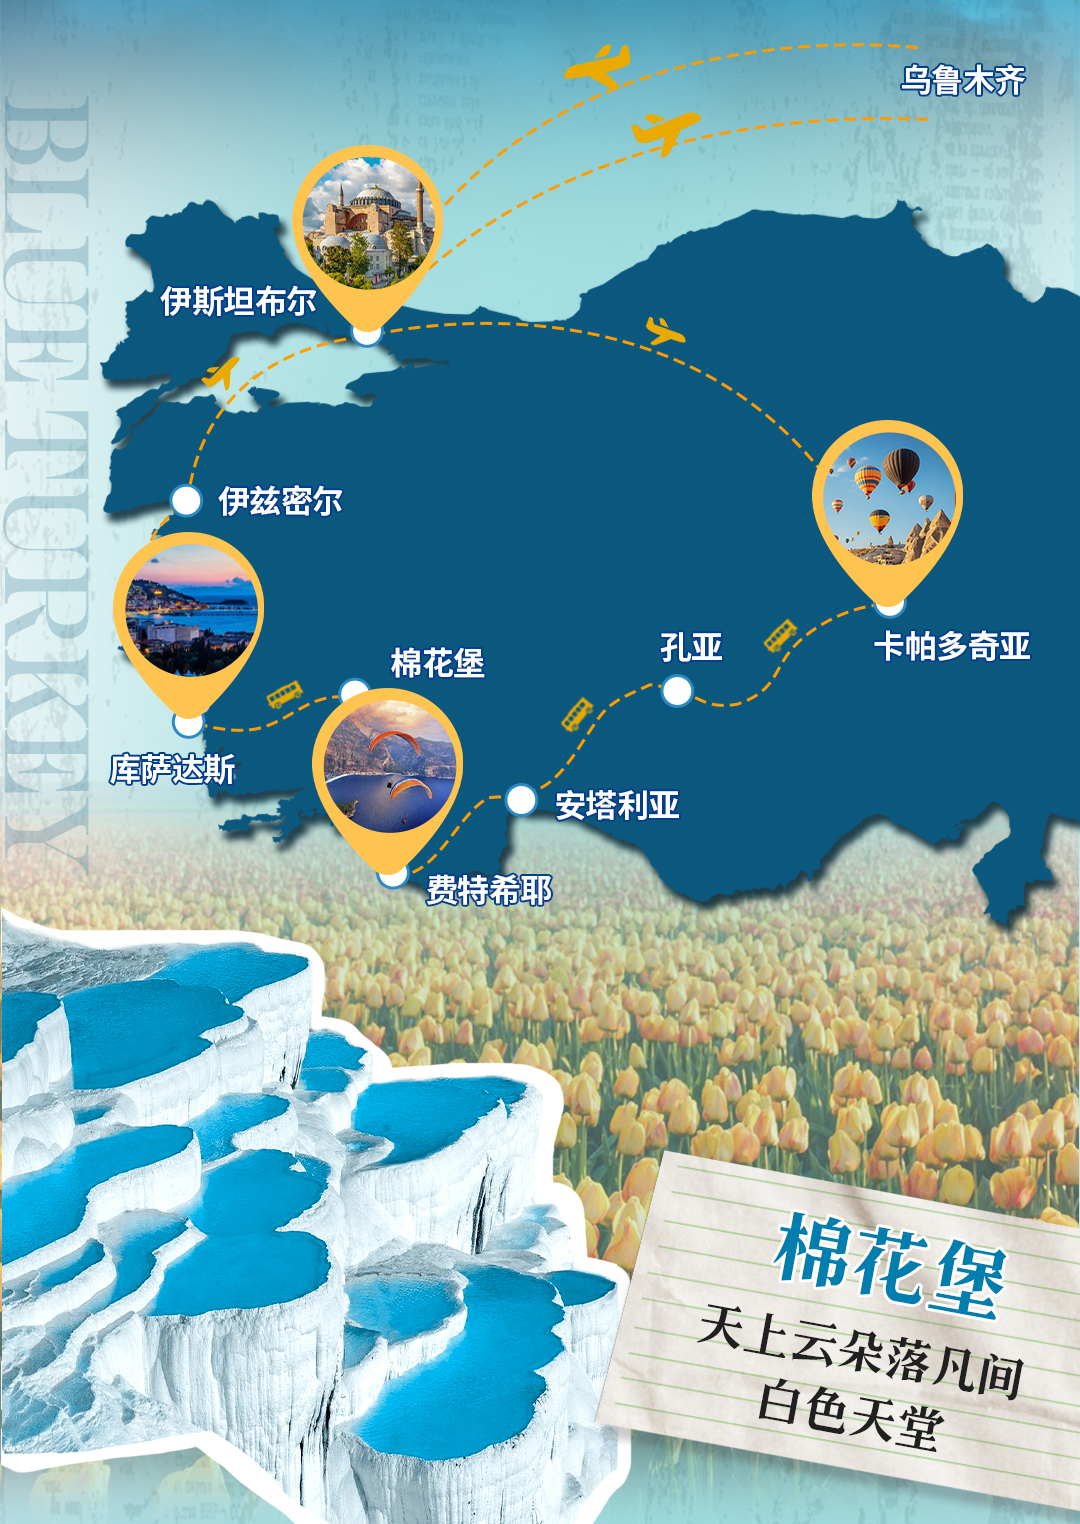 乌鲁木齐
伊斯坦布尔
伊兹密尔
棉花堡
孔亚
卡帕多奇亚
库萨达斯
安塔利亚
费特希耶
BLUE TURKEY
棉花堡
天上云朵落凡间
白色天堂